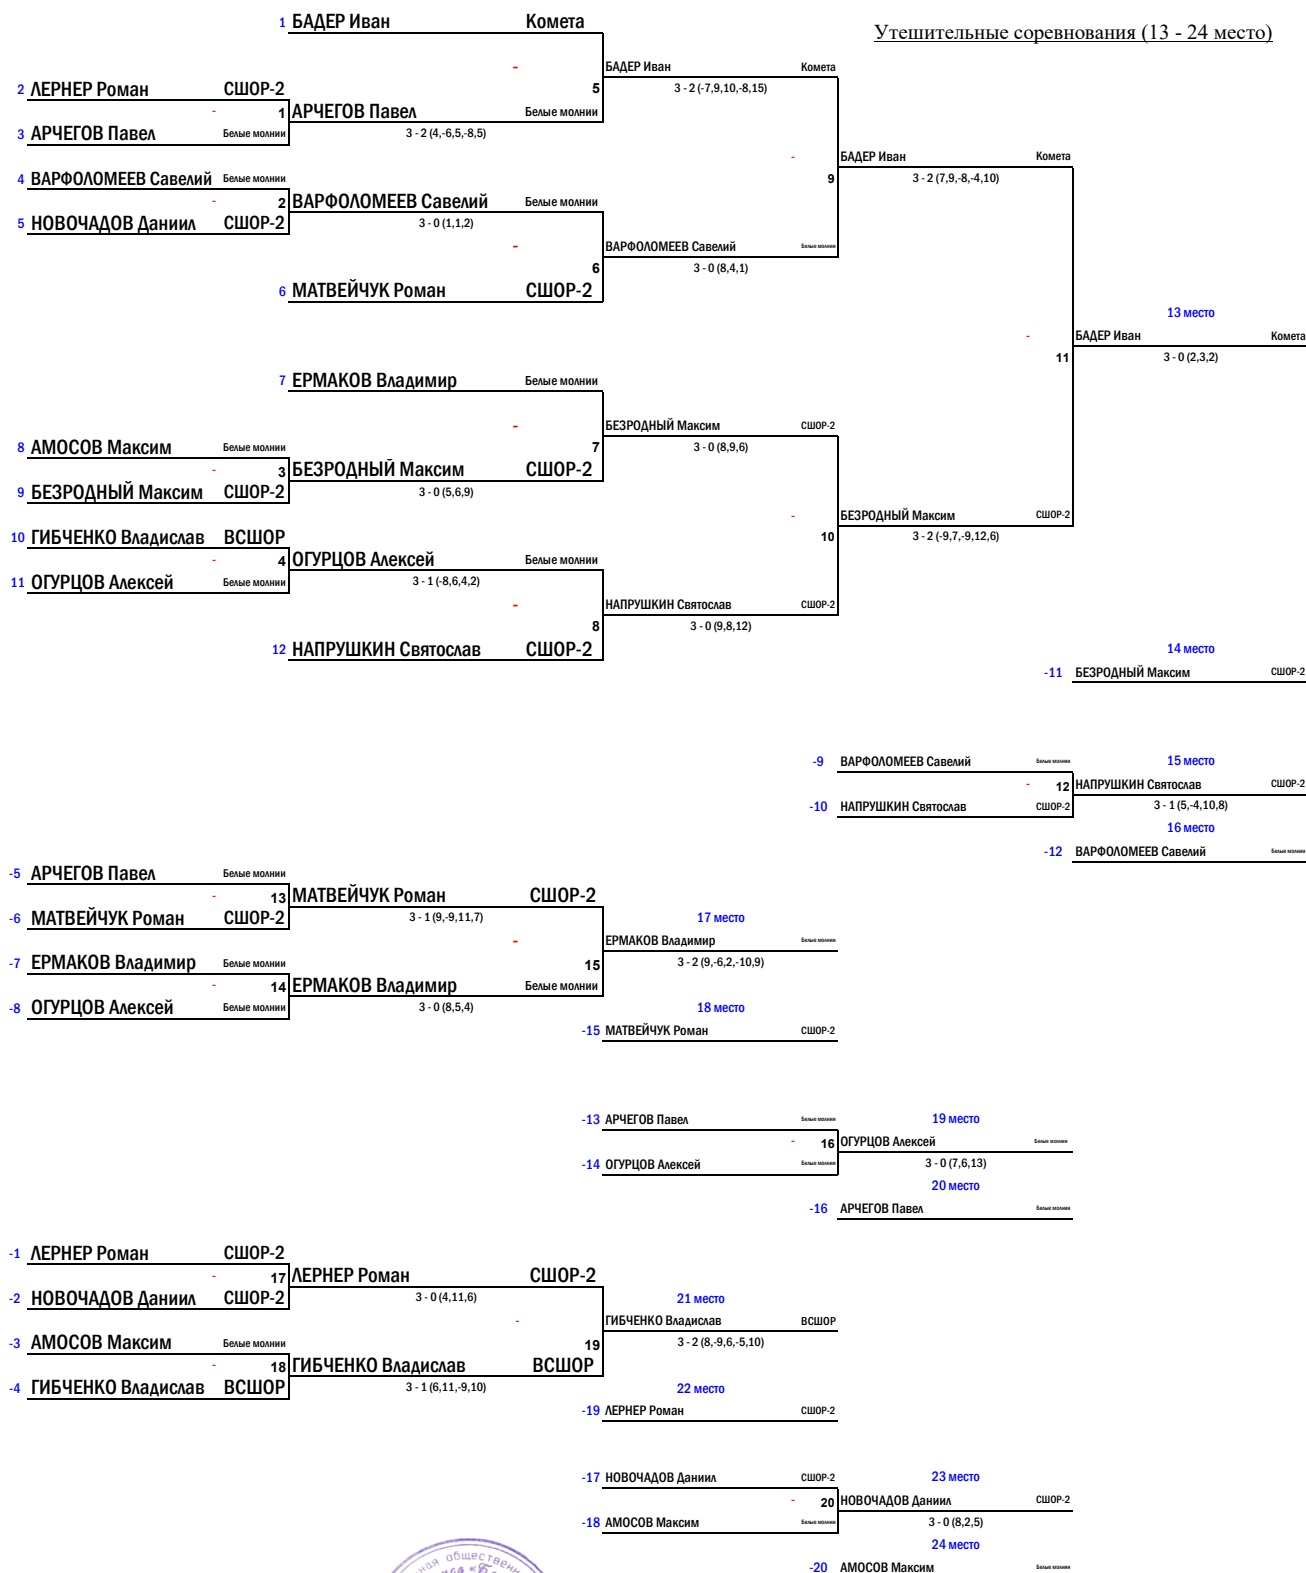 1 БАДЕР Иван Комета
Утешительные соревнования (13 - 24 место)
- БАДЕР Иван Комета
2 ЛЕРНЕР Роман СШОР-2 5 3 - 2 (-7,9,10,-8,15)
- 1 АРЧЕГОВ Павел Белые молнии
3 АРЧЕГОВ Павел Белые молнии 3 - 2 (4,-6,5,-8,5)
- БАДЕР Иван Комета
4 ВАРФОЛОМЕЕВ Савелий Белые молнии 9 3 - 2 (7,9,-8,-4,10)
- 2 ВАРФОЛОМЕЕВ Савелий Белые молнии
5 НОВОЧАДОВ Даниил СШОР-2 3 - 0 (1,1,2)
- ВАРФОЛОМЕЕВ Савелий Белые молнии
6 3 - 0 (8,4,1)
6 МАТВЕЙЧУК Роман СШОР-2
13 место
- БАДЕР Иван Комета
11 3 - 0 (2,3,2)
7 ЕРМАКОВ Владимир Белые молнии
- БЕЗРОДНЫЙ Максим СШОР-2
8 АМОСОВ Максим Белые молнии 7 3 - 0 (8,9,6)
- 3 БЕЗРОДНЫЙ Максим СШОР-2
9 БЕЗРОДНЫЙ Максим СШОР-2 3 - 0 (5,6,9)
- БЕЗРОДНЫЙ Максим СШОР-2
10 ГИБЧЕНКО Владислав ВСШОР 10 3 - 2 (-9,7,-9,12,6)
- 4 ОГУРЦОВ Алексей Белые молнии
11 ОГУРЦОВ Алексей Белые молнии 3 - 1 (-8,6,4,2)
- НАПРУШКИН Святослав СШОР-2
8 3 - 0 (9,8,12)
12 НАПРУШКИН Святослав СШОР-2 14 место
-11 БЕЗРОДНЫЙ Максим СШОР-2
-9 ВАРФОЛОМЕЕВ Савелий Белые молнии 15 место
- 12 НАПРУШКИН Святослав СШОР-2
-10 НАПРУШКИН Святослав СШОР-2 3 - 1 (5,-4,10,8)
16 место
-12 ВАРФОЛОМЕЕВ Савелий Белые молнии
-5 АРЧЕГОВ Павел Белые молнии
- 13 МАТВЕЙЧУК Роман СШОР-2
-6 МАТВЕЙЧУК Роман СШОР-2 3 - 1 (9,-9,11,7) 17 место
- ЕРМАКОВ Владимир Белые молнии
-7 ЕРМАКОВ Владимир Белые молнии 15 3 - 2 (9,-6,2,-10,9)
- 14 ЕРМАКОВ Владимир Белые молнии
-8 ОГУРЦОВ Алексей Белые молнии 3 - 0 (8,5,4) 18 место
-15 МАТВЕЙЧУК Роман СШОР-2
-13 АРЧЕГОВ Павел Белые молнии 19 место
- 16 ОГУРЦОВ Алексей Белые молнии
-14 ОГУРЦОВ Алексей Белые молнии 3 - 0 (7,6,13)
20 место
-16 АРЧЕГОВ Павел Белые молнии
-1 ЛЕРНЕР Роман СШОР-2
- 17 ЛЕРНЕР Роман СШОР-2
-2 НОВОЧАДОВ Даниил СШОР-2 3 - 0 (4,11,6) 21 место
- ГИБЧЕНКО Владислав ВСШОР
-3 АМОСОВ Максим Белые молнии 19 3 - 2 (8,-9,6,-5,10)
- 18 ГИБЧЕНКО Владислав ВСШОР
-4 ГИБЧЕНКО Владислав ВСШОР 3 - 1 (6,11,-9,10) 22 место
-19 ЛЕРНЕР Роман СШОР-2
-17 НОВОЧАДОВ Даниил СШОР-2 23 место
- 20 НОВОЧАДОВ Даниил СШОР-2
-18 АМОСОВ Максим Белые молнии 3 - 0 (8,2,5)
24 место
-20 АМОСОВ Максим Белые молнии